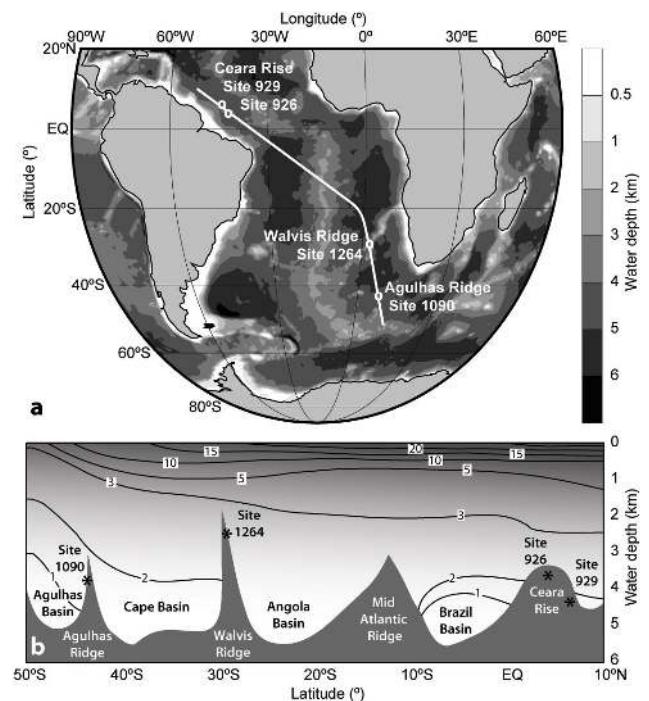 Longitude (º)
90ºW 60ºW 30ºW 0º 30ºE 60ºE
20ºN
EQ
20ºS
40ºS
60ºS
80ºS
Latitude (º)
Ceara Rise
Site 929
Site 926
Walvis Ridge
Site 1264
Agulhas Ridge
Site 1090
0.5
1
2
3
4
5
6
Water depth (km)
a
15 20 15
10 10
5 5
3 3
2 2
1 1
Site
1090
Site
1264
Site
926
Site
929
Agulhas
Basin
Cape Basin
Angola
Basin
Brazil
Basin
Agulhas
Ridge
Walvis
Ridge
Mid
Atlantic
Ridge
Ceara
Rise
b
0
1
2
3
4
5
6
Water depth (km)
50ºS 40ºS 30ºS 20ºS 10ºS EQ 10ºN
Latitude (º)